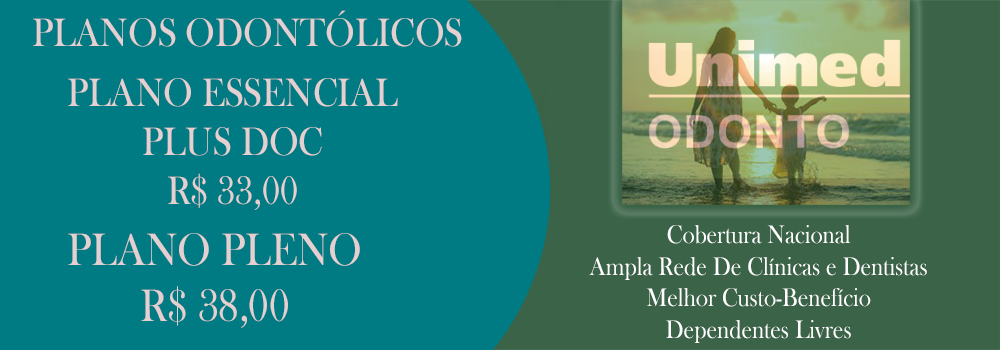 PLANOS ODONTÓLICOS
PLANO ESSENCIAL
PLUS DOC
R$ 33,00
PLANO PLENO
R$ 38,00
Unimed
ODONTO
Cobertura Nacional
Ampla Rede De Clínicas e Dentistas
Melhor Custo-Benefício
Dependentes Livres